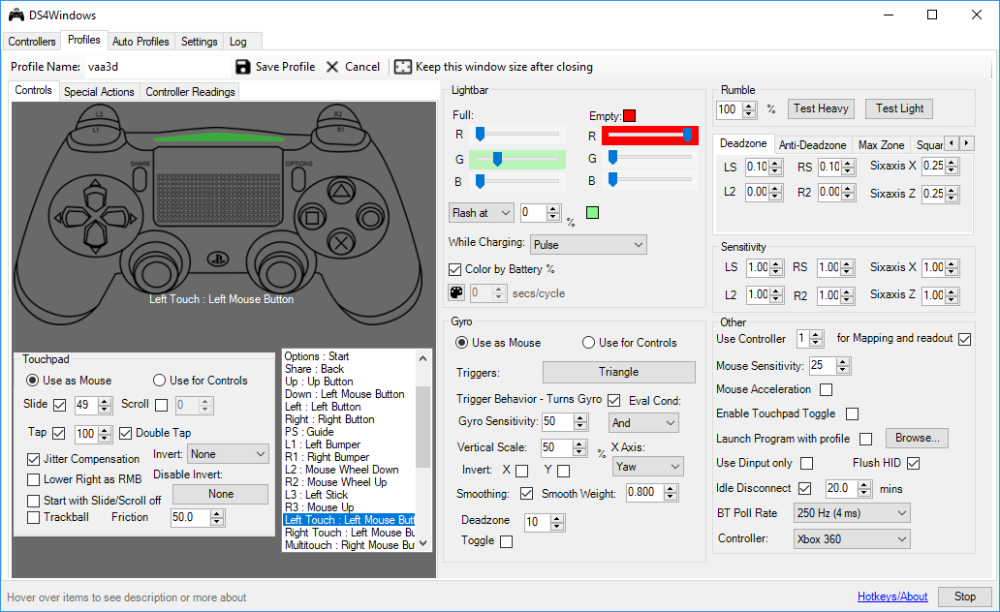 DS4Windows
Controllers Profiles Auto Profiles Settings Log
Profile Name: vaa3d Save Profile Cancel Keep this window size after closing
Controls Special Actions Controller Readings
L2
L1
R2
R1
SHARE
OPTIONS
Left Touch : Left Mouse Button
Touchpad
Use as Mouse Use for Controls
Slide 49 Scroll 0
Tap 100 Double Tap
Jitter Compensation Invert: None
Lower Right as RMB Disable Invert:
Start with Slide/Scroll off None
Trackball Friction 50.0
Options : Start
Share : Back
Up : Up Button
Down : Left Mouse Button
Left : Left Button
Right : Right Button
PS : Guide
L1 : Left Bumper
R1 : Right Bumper
L2 : Mouse Wheel Down
R2 : Mouse Wheel Up
L3 : Left Stick
R3 : Mouse Up
Left Touch : Left Mouse Butt
Right Touch : Left Mouse Bu
Multitouch : Right Mouse Bu
Lightbar
Full: Empty:
R R
G G
B B
Flash at 0 %
While Charging: Pulse
Color by Battery %
0 secs/cycle
Gyro
Use as Mouse Use for Controls
Triggers: Triangle
Trigger Behavior - Turns Gyro Eval Cond:
Gyro Sensitivity: 50 And
Vertical Scale: 50 % X Axis:
Invert: X Y Yaw
Smoothing: Smooth Weight: 0.800
Deadzone 10
Toggle
Rumble
100 % Test Heavy Test Light
Deadzone Anti-Deadzone Max Zone Squar
LS 0.10 RS 0.10 Sixaxis X 0.25
L2 0.00 R2 0.00 Sixaxis Z 0.25
Sensitivity
LS 1.00 RS 1.00 Sixaxis X 1.00
L2 1.00 R2 1.00 Sixaxis Z 1.00
Other
Use Controller 1 for Mapping and readout
Mouse Sensitivity: 25
Mouse Acceleration
Enable Touchpad Toggle
Launch Program with profile Browse...
Use Dinput only Flush HID
Idle Disconnect 20.0 mins
BT Poll Rate 250 Hz (4 ms)
Controller: Xbox 360
Hover over items to see description or more about Hotkeys/About Stop